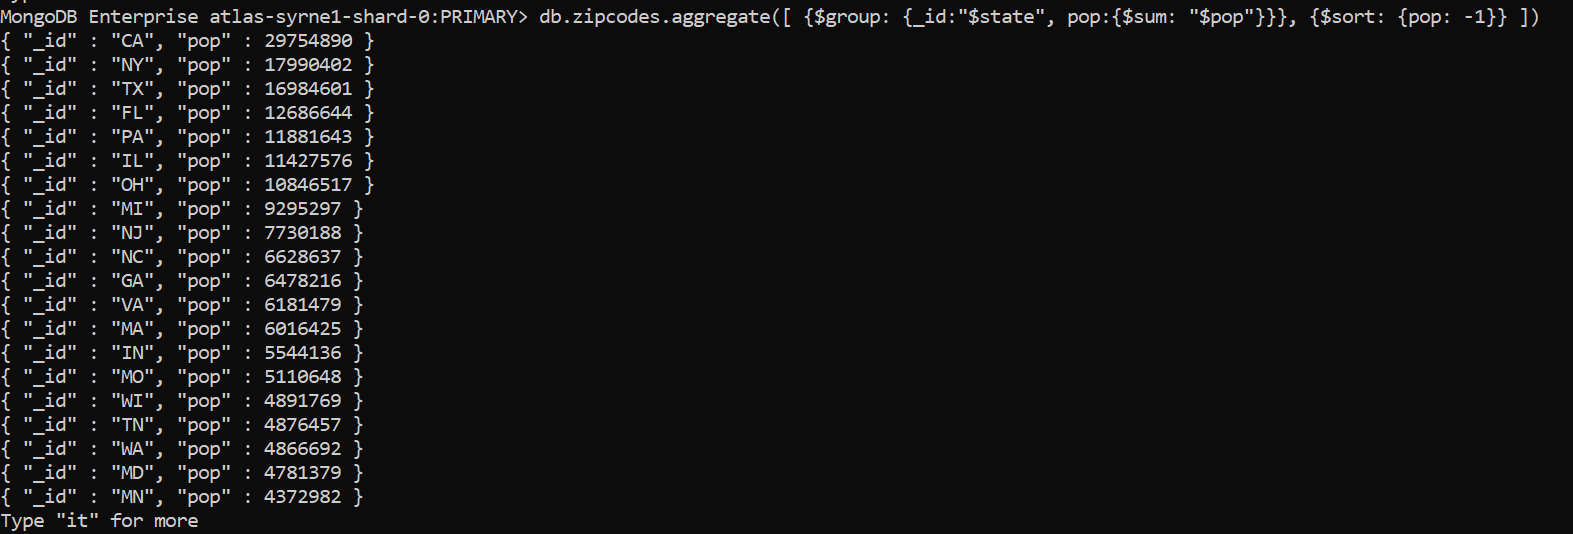 MongoDB Enterprise atlas-syrne1-shard-0:PRIMARY> db.zipcodes.aggregate([ {$group: {_id:"$state", pop:{$sum: "$pop"}}}, {$sort: {pop: -1}} ])
{ "_id" : "CA", "pop" : 29754890 }
{ "_id" : "NY", "pop" : 17990402 }
{ "_id" : "TX", "pop" : 16984601 }
{ "_id" : "FL", "pop" : 12686644 }
{ "_id" : "PA", "pop" : 11881643 }
{ "_id" : "IL", "pop" : 11427576 }
{ "_id" : "OH", "pop" : 10846517 }
{ "_id" : "MI", "pop" : 9295297 }
{ "_id" : "NJ", "pop" : 7730188 }
{ "_id" : "NC", "pop" : 6628637 }
{ "_id" : "GA", "pop" : 6478216 }
{ "_id" : "VA", "pop" : 6181479 }
{ "_id" : "MA", "pop" : 6016425 }
{ "_id" : "IN", "pop" : 5544136 }
{ "_id" : "MO", "pop" : 5110648 }
{ "_id" : "WI", "pop" : 4891769 }
{ "_id" : "TN", "pop" : 4876457 }
{ "_id" : "WA", "pop" : 4866692 }
{ "_id" : "MD", "pop" : 4781379 }
{ "_id" : "MN", "pop" : 4372982 }
Type "it" for more